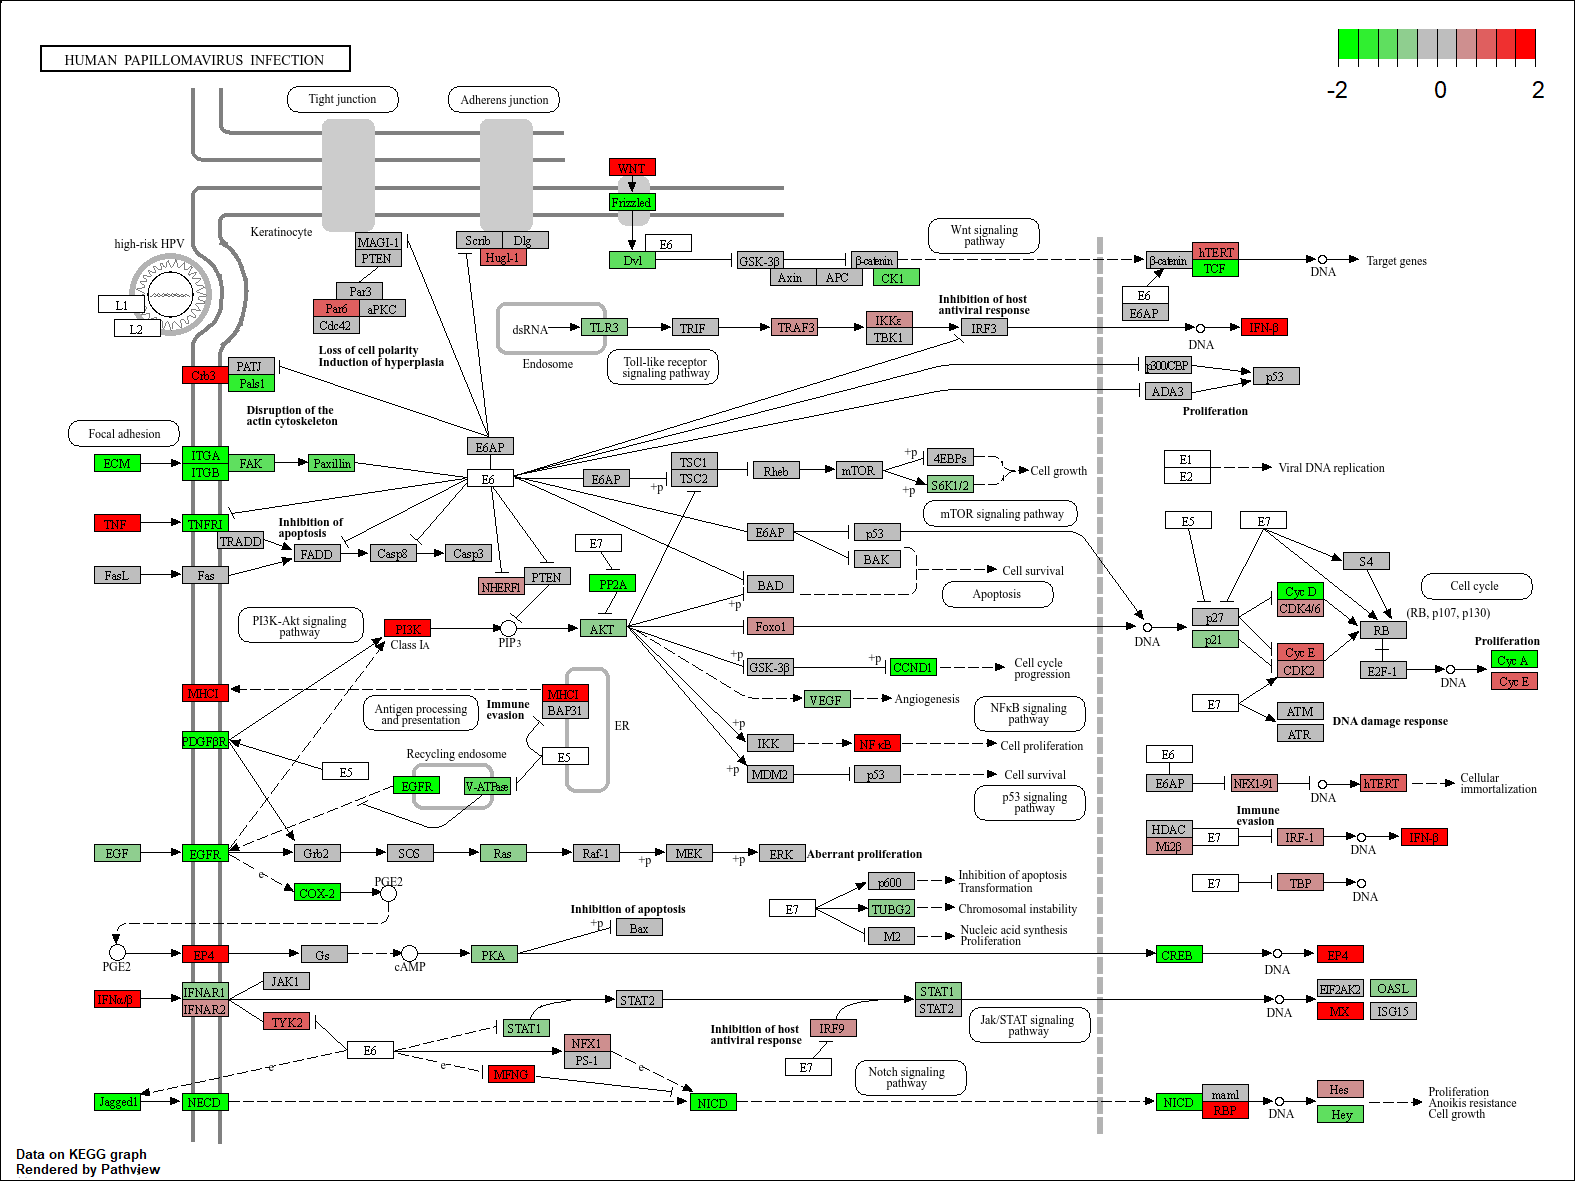 HUMAN PAPILLOMAVIRUS INFECTION
-2 0 2
Tight junction
Adherens junction
WNT
Frizzled
Keratinocyte
high-risk HPV
L1
L2
MAGI-1
PTEN
Scrib Dlg
Hugl-1
Par3
Par6 aPKC
Cdc42
Loss of cell polarity
Induction of hyperplasia
E6
Dvl
GSK-3β
β-catenin
Axin APC CK1
Wnt signaling
pathway
β-catenin
hTERT
TCF
DNA
Target genes
E6
E6AP
dsRNA
Endosome
TLR3
TRIF
TRAF3
IKKε
TBK1
IRF3
Inhibition of host
antiviral response
Toll-like receptor
signaling pathway
DNA
IFN-β
Crb3
PATJ
Pals1
Disruption of the
actin cytoskeleton
p300/CBP
ADA3
p53
Proliferation
Focal adhesion
ECM
ITGA
ITGB
FAK
Paxillin
E6AP
E6
E6AP
+p
TSC1
TSC2
Rheb
mTOR
+p
+p
4EBPs
S6K1/2
Cell growth
mTOR signaling pathway
E1
E2
Viral DNA replication
TNF
TNFR1
TRADD
Inhibition of
apoptosis
FADD
Casp8
Casp3
FasL
Fas
NHERF1
PTEN
E7
PP2A
E6AP
p53
BAK
BAD
+p
Cell survival
Apoptosis
E5
E7
S4
p27
p21
Cyc D
CDK4/6
Cyc E
CDK2
RB
(RB, p107, p130)
Cell cycle
PI3K-Akt signaling
pathway
PI3K
Class IA
PIP3
AKT
Foxo1
DNA
+p
GSK-3β
+p
CCND1
Cell cycle
progression
VEGF
Angiogenesis
E2F-1
DNA
Proliferation
Cyc A
Cyc E
MHCI
Antigen processing
and presentation
Immune
evasion
MHCI
BAP31
ER
NFκB signaling
pathway
E7
ATM
ATR
DNA damage response
PDGFβR
E5
Recycling endosome
EGFR
V-ATPase
E5
+p
IKK
NFκB
Cell proliferation
+p
MDM2
p53
Cell survival
p53 signaling
pathway
E6
E6AP
NFX1-91
DNA
hTERT
Cellular
immortalization
Immune
evasion
HDAC
Mi2β
E7
IRF-1
DNA
IFN-β
EGF
EGFR
Grb2
SOS
Ras
Raf-1
+p
MEK
+p
ERK
Aberrant proliferation
E7
TBP
DNA
e
COX-2
PGE2
E7
p600
Inhibition of apoptosis
Transformation
TUBG2
Chromosomal instability
M2
Nucleic acid synthesis
Proliferation
Inhibition of apoptosis
+p
Bax
PGE2
EP4
Gs
cAMP
PKA
CREB
DNA
EP4
IFNα/β
IFNAR1
IFNAR2
JAK1
TYK2
STAT2
STAT1
STAT1
STAT2
Jak/STAT signaling
pathway
DNA
EIF2AK2 OASL
MX ISG15
E6
NFX1
PS-1
Inhibition of host
antiviral response
IRF9
E7
e
e
MFNG
e
Notch signaling
pathway
Jagged1
NECD
NICD
NICD
maml
RBP
DNA
Hes
Hey
Proliferation
Anoikis resistance
Cell growth
Data on KEGG graph
Rendered by Pathview